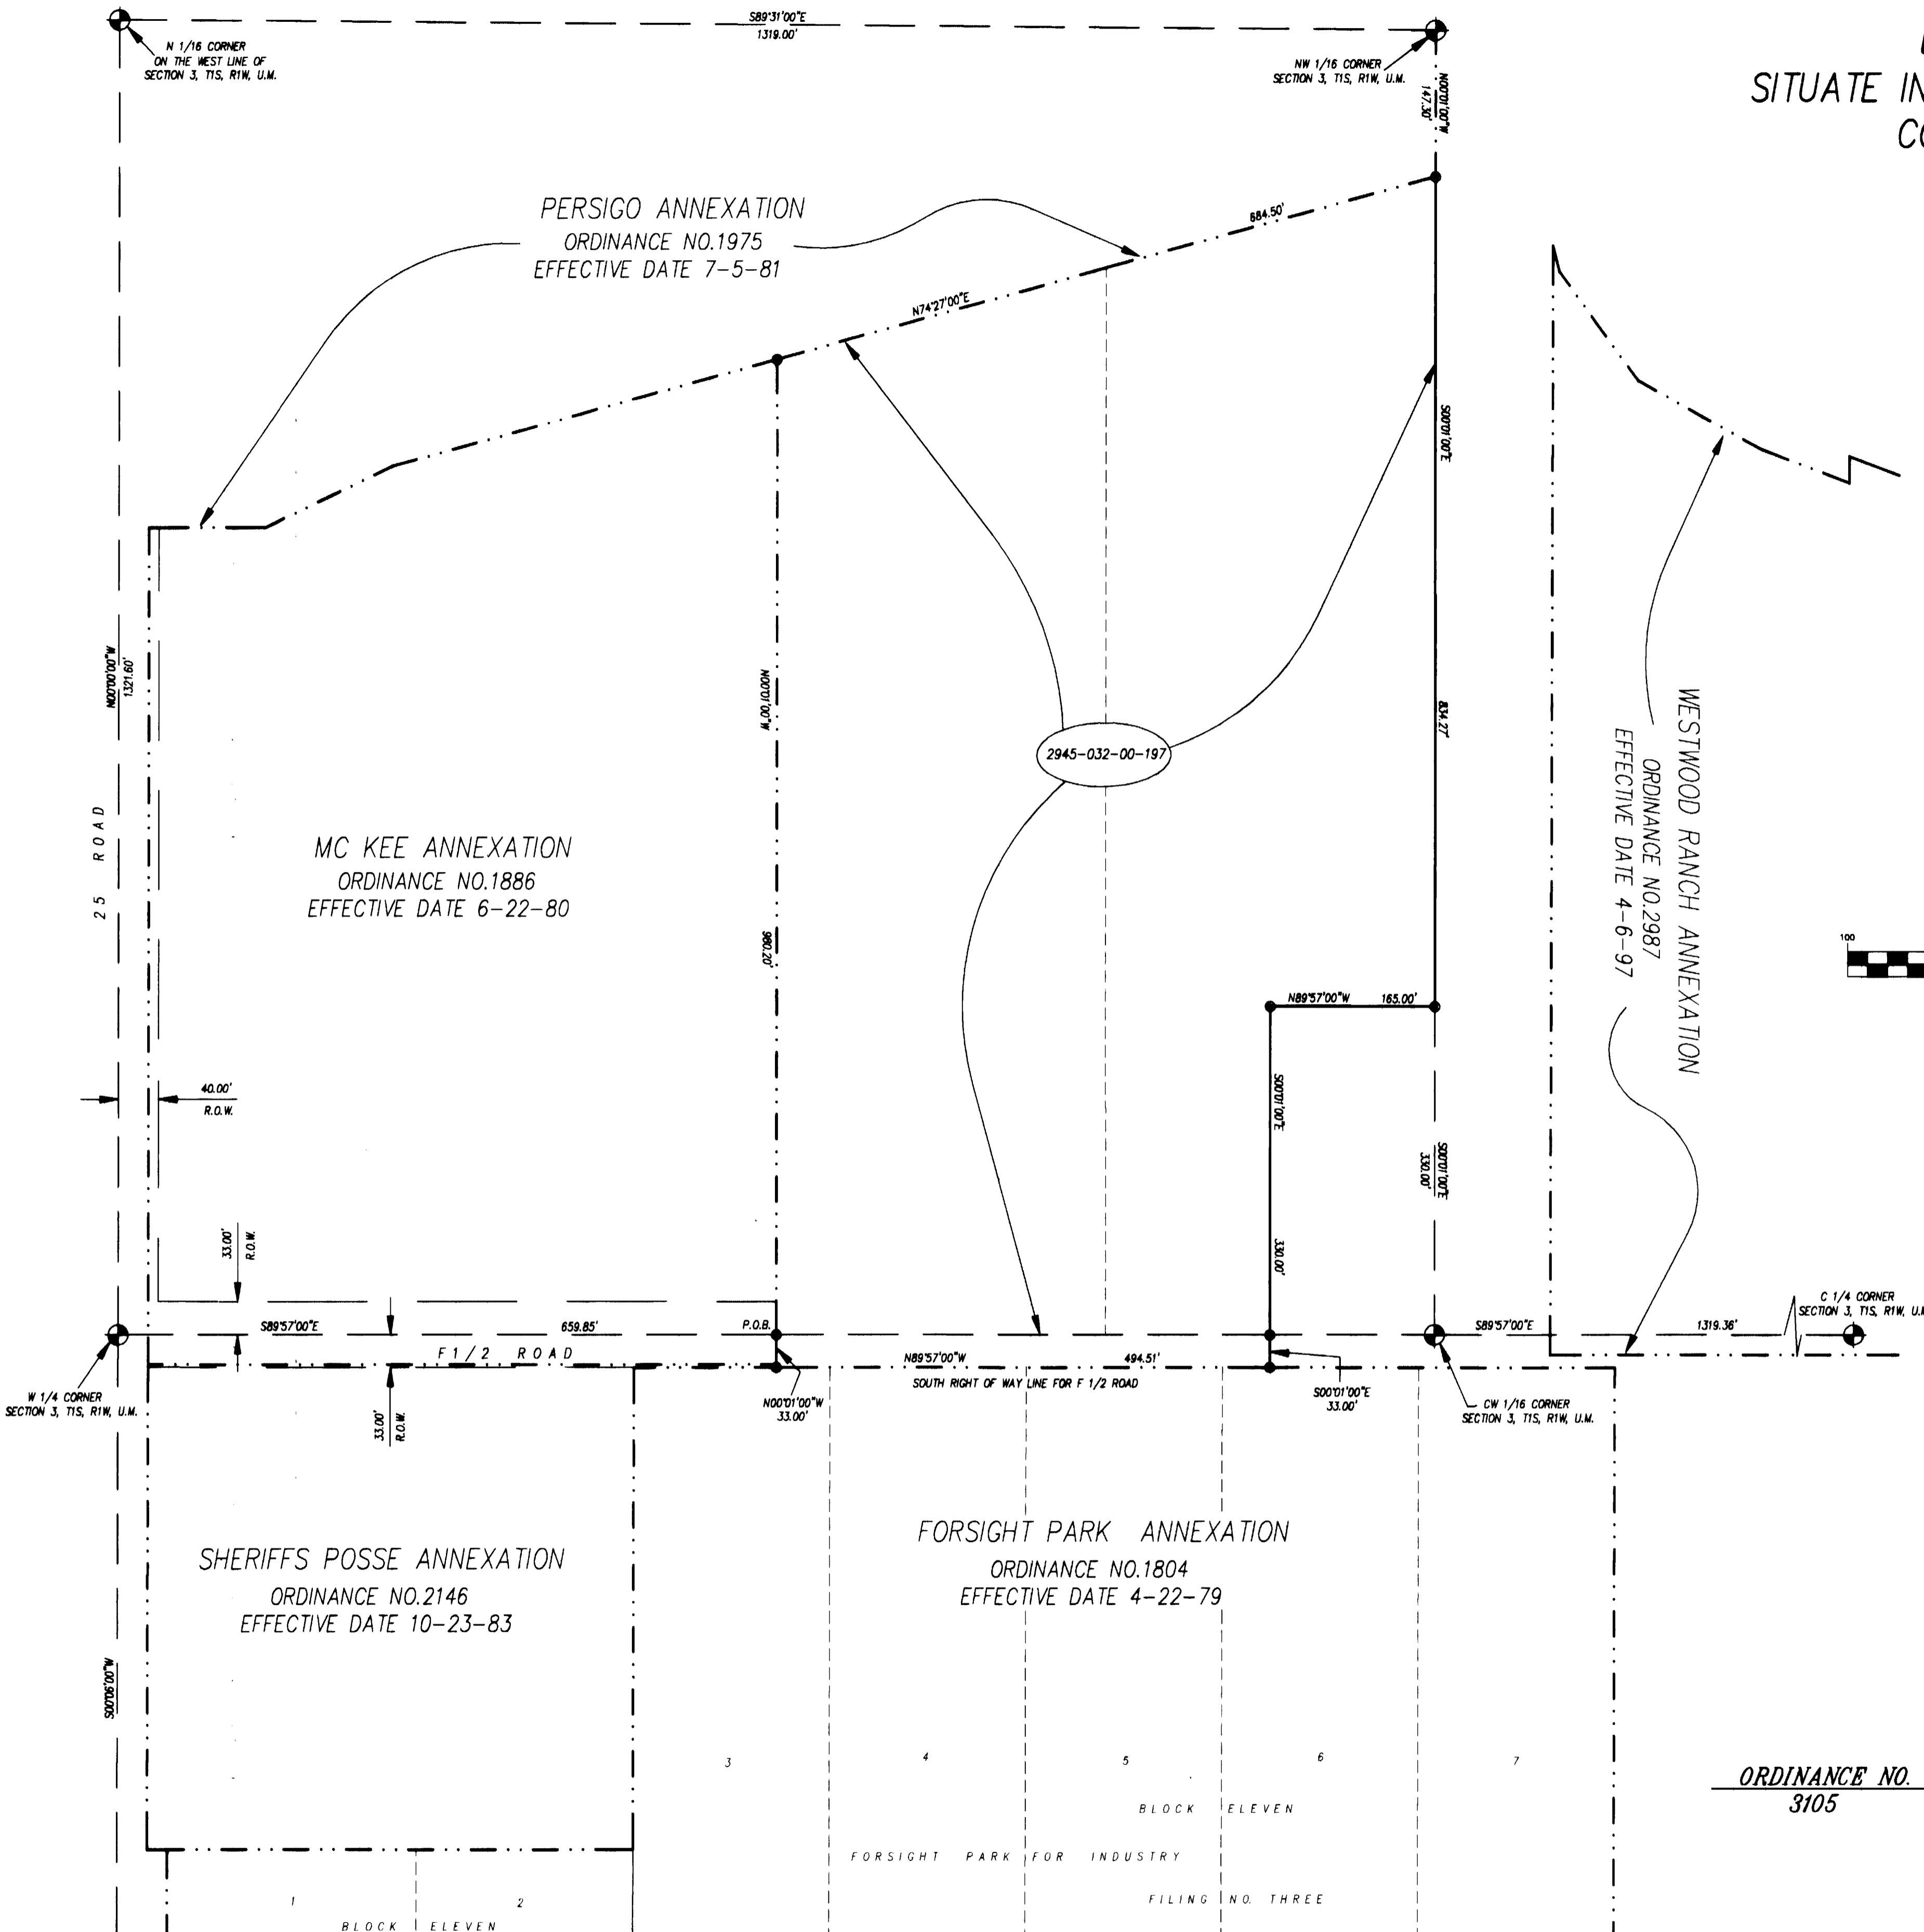 S89°31'00"E
1319.00'
N 1/16 CORNER
ON THE WEST LINE OF
SECTION 3, T1S, R1W, U.M.
NW 1/16 CORNER
SECTION 3, T1S, R1W, U.M.
N00°01'00"W
147.30'
SITUATE IN
PERSIGO ANNEXATION
ORDINANCE NO.1975
EFFECTIVE DATE 7-5-81
684.50'
N74°27'00"E
S00°01'00"E
834.27'
N00°00'00"W
1321.60'
N00°01'00"W
980.20'
2945-032-00-197
WESTWOOD RANCH ANNEXATION
ORDINANCE NO.2987
EFFECTIVE DATE 4-6-97
25 ROAD
MC KEE ANNEXATION
ORDINANCE NO.1886
EFFECTIVE DATE 6-22-80
100
N89°57'00"W 165.00'
40.00'
R.O.W.
S00°01'00"E
330.00'
S00°01'00"E
330.00'
33.00'
R.O.W.
S89°57'00"E 659.85' P.O.B.
F 1/2 ROAD
33.00'
R.O.W.
W 1/4 CORNER
SECTION 3, T1S, R1W, U.M.
N00°01'00"W
33.00'
N89°57'00"W 494.51'
SOUTH RIGHT OF WAY LINE FOR F 1/2 ROAD
S00°01'00"E
33.00'
CW 1/16 CORNER
SECTION 3, T1S, R1W, U.M.
S89°57'00"E 1319.36'
C 1/4 CORNER
SECTION 3, T1S, R1W, U.M.
SHERIFFS POSSE ANNEXATION
ORDINANCE NO.2146
EFFECTIVE DATE 10-23-83
FORSIGHT PARK ANNEXATION
ORDINANCE NO.1804
EFFECTIVE DATE 4-22-79
S00°06'00"W
3 4 5 6 7
BLOCK ELEVEN
FORSIGHT PARK FOR INDUSTRY
FILING NO. THREE
1 2
BLOCK ELEVEN
ORDINANCE NO.
3105